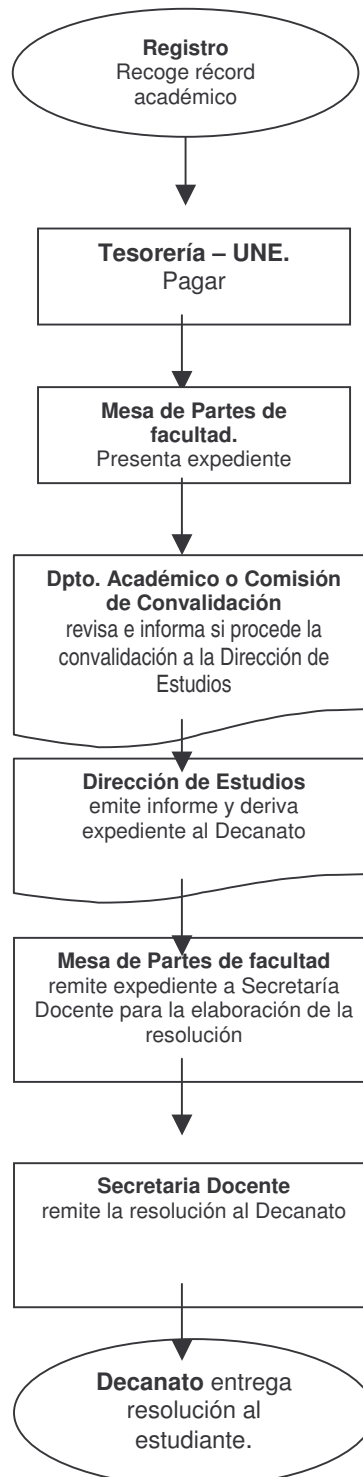 Registro
Recoge récord
académico
Tesorería – UNE.
Pagar
Mesa de Partes de
facultad.
Presenta expediente
Dpto. Académico o Comisión
de Convalidación
revisa e informa si procede la
convalidación a la Dirección de
Estudios
Dirección de Estudios
emite informe y deriva
expediente al Decanato
Mesa de Partes de facultad
remite expediente a Secretaría
Docente para la elaboración de la
resolución
Secretaria Docente
remite la resolución al Decanato
Decanato entrega
resolución al
estudiante.